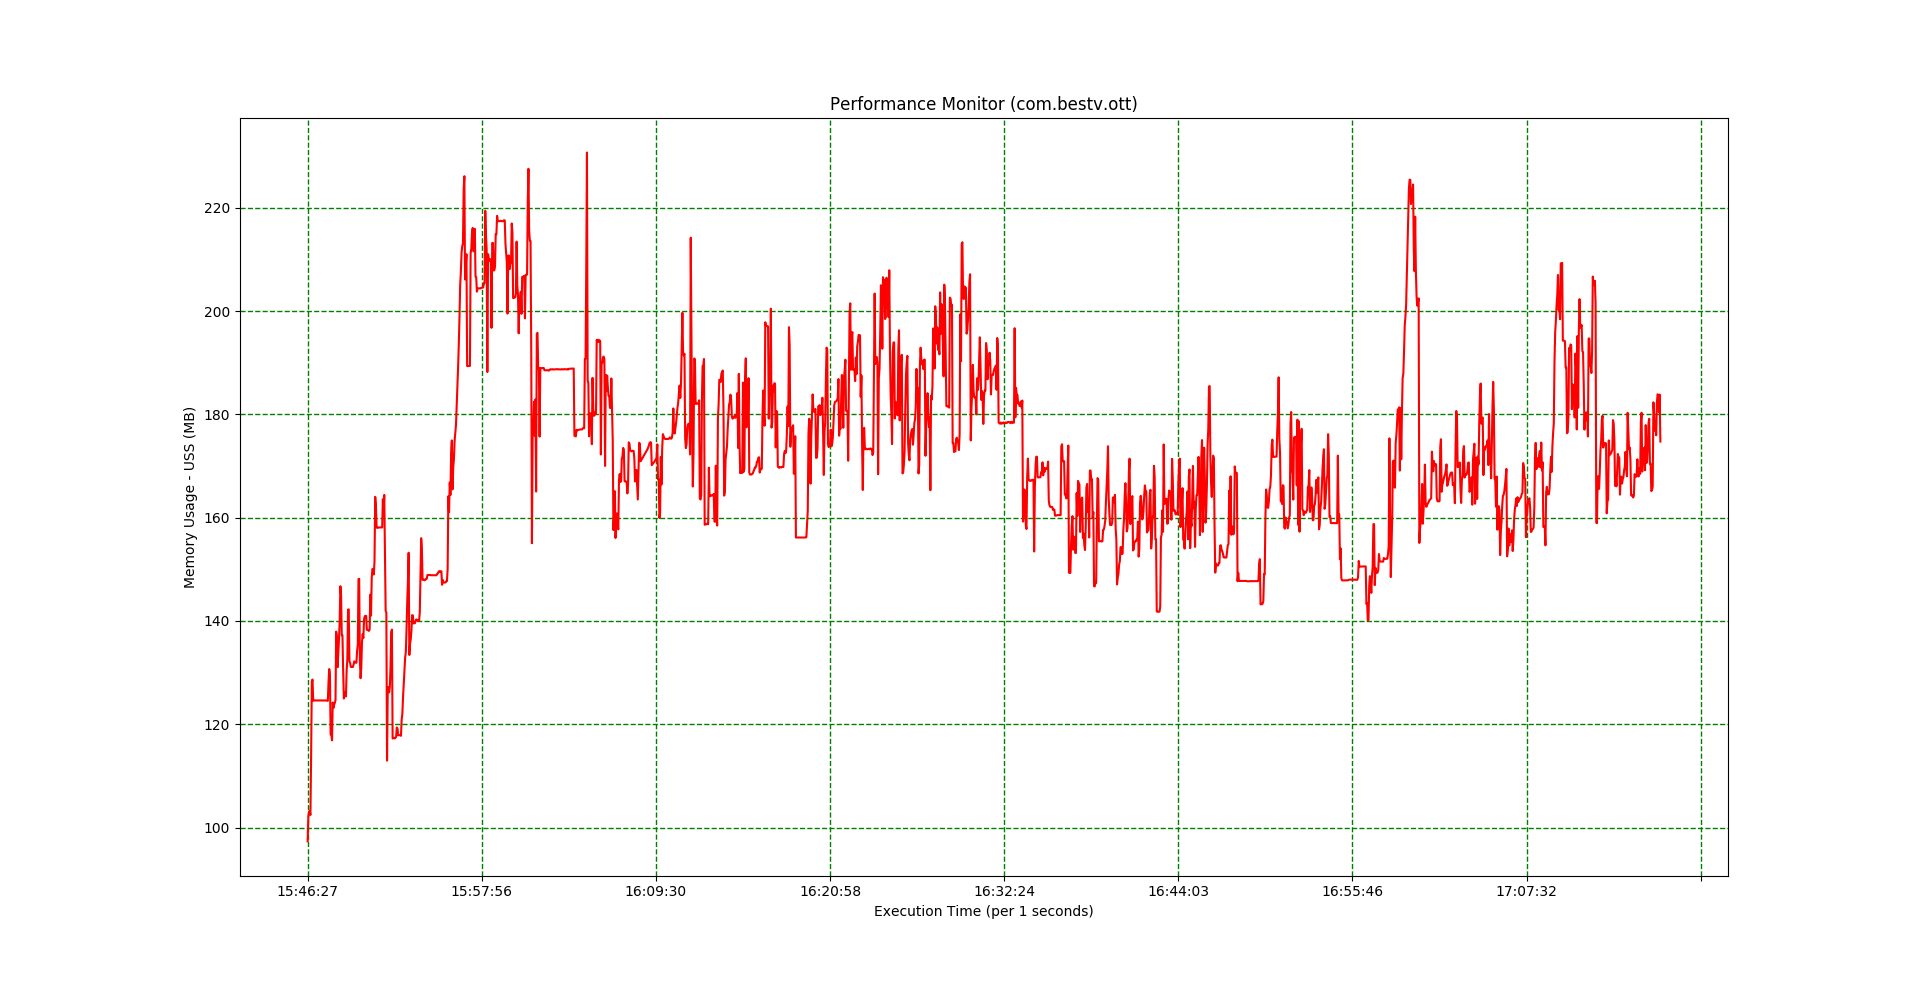 Performance Monitor (com.bestv.ott)
Memory Usage - USS (MB)
220
200
180
160
140
120
100
15:46:27 15:57:56 16:09:30 16:20:58 16:32:24 16:44:03 16:55:46 17:07:32
Execution Time (per 1 seconds)